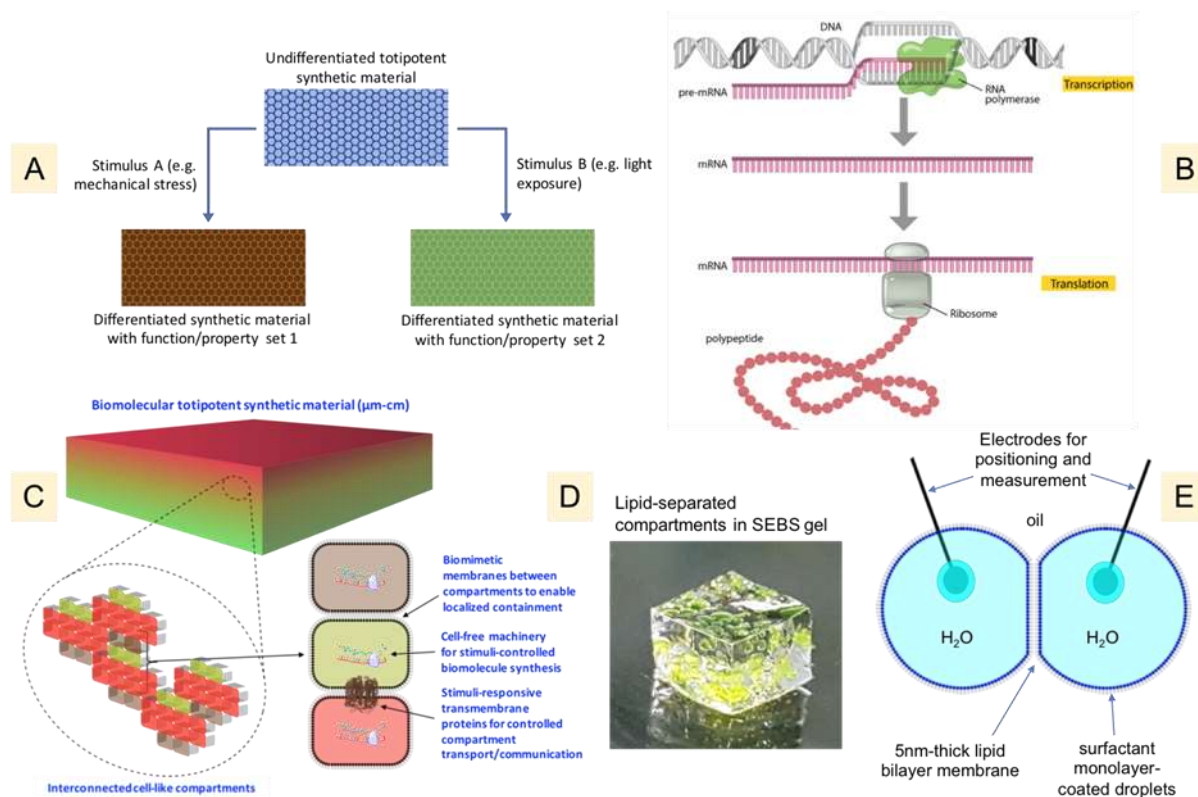 A
Undifferentiated totipotent
synthetic material
Stimulus A (e.g.
mechanical stress)
Stimulus B (e.g. light
exposure)
Differentiated synthetic material
with function/property set 1
Differentiated synthetic material
with function/property set 2
B
DNA
pre-mRNA
RNA
polymerase
Transcription
mRNA
mRNA
Translation
Ribosome
polypeptide
C
Biomolecular totipotent synthetic material (µm-cm)
Interconnected cell-like compartments
Biomimetic
membranes between
compartments to enable
localized containment
Cell-free machinery
for stimuli-controlled
biomolecule synthesis
Stimuli-responsive
transmembrane
proteins for controlled
compartment
transport/communication
D
Lipid-separated
compartments in SEBS gel
E
Electrodes for
positioning and
measurement
oil
H₂O
H₂O
5nm-thick lipid
bilayer membrane
surfactant
monolayer-
coated droplets